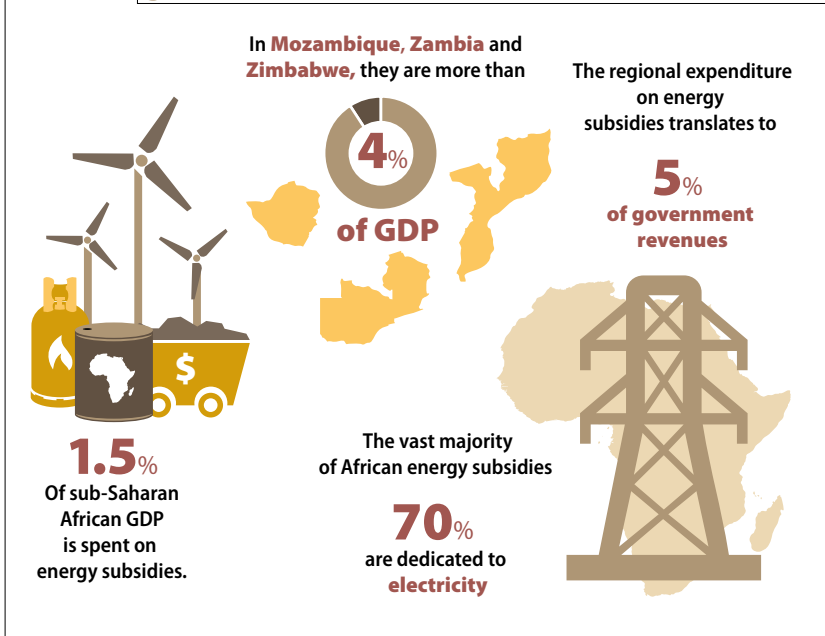 In Mozambique, Zambia and
Zimbabwe, they are more than
4%
of GDP
The regional expenditure
on energy
subsidies translates to
5%
of government
revenues
$
1.5%
Of sub-Saharan
African GDP
is spent on
energy subsidies.
The vast majority
of African energy subsidies
70%
are dedicated to
electricity